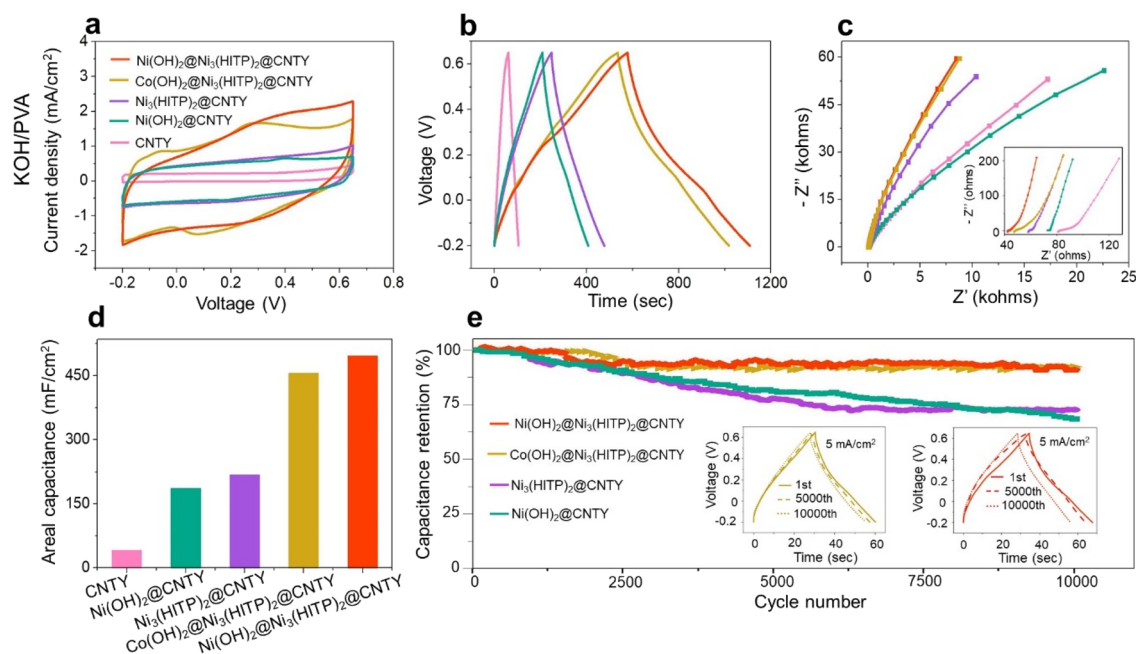 KOH/PVA
a
Current density (mA/cm²)
3
2
1
0
-1
-2
Ni(OH)₂@Ni₃(HITP)₂@CNTY
Co(OH)₂@Ni₃(HITP)₂@CNTY
Ni₃(HITP)₂@CNTY
Ni(OH)₂@CNTY
CNTY
-0.2 0.0 0.2 0.4 0.6 0.8
Voltage (V)
b
Voltage (V)
0.6
0.4
0.2
0.0
-0.2
0 400 800 1200
Time (sec)
c
- Z'' (kohms)
60
45
30
15
0
0 5 10 15 20 25
Z' (kohms)
- Z'' (ohms)
200
100
0
40 60 80 100 120
Z' (ohms)
d
Areal capacitance (mF/cm²)
450
300
150
0
CNTY
Ni(OH)₂@CNTY
Ni₃(HITP)₂@CNTY
Co(OH)₂@Ni₃(HITP)₂@CNTY
Ni(OH)₂@Ni₃(HITP)₂@CNTY
e
Capacitance retention (%)
100
75
50
25
0
Ni(OH)₂@Ni₃(HITP)₂@CNTY
Co(OH)₂@Ni₃(HITP)₂@CNTY
Ni₃(HITP)₂@CNTY
Ni(OH)₂@CNTY
0 2500 5000 7500 10000
Cycle number
Voltage (V)
0.6
0.4
0.2
0
-0.2
5 mA/cm²
1st
5000th
10000th
0 20 40 60
Time (sec)
Voltage (V)
0.6
0.4
0.2
0
-0.2
5 mA/cm²
1st
5000th
10000th
0 20 40 60 80
Time (sec)